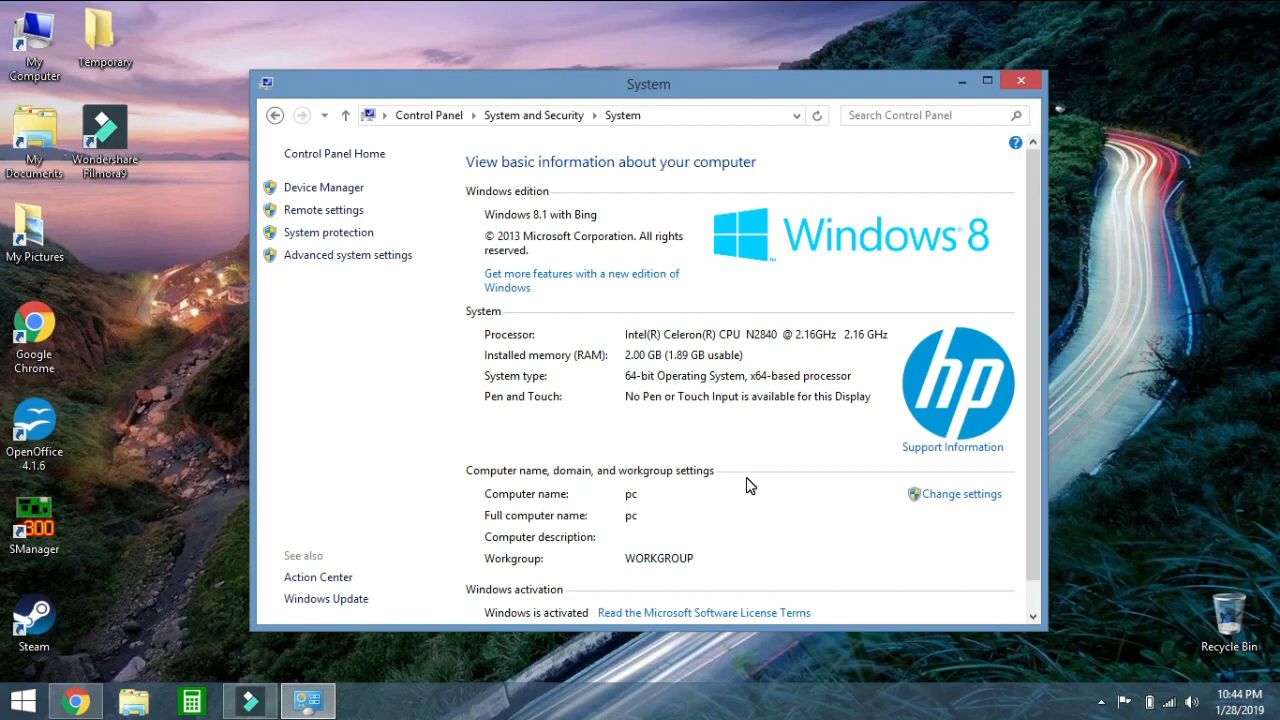 My
Computer
Temporary
My
Documents
Wondershare
Filmora9
My Pictures
Google
Chrome
OpenOffice
4.1.6
300
SManager
Steam
System
Control Panel
System and Security
System
Search Control Panel
Control Panel Home
Device Manager
Remote settings
System protection
Advanced system settings
See also
Action Center
Windows Update
View basic information about your computer
Windows edition
Windows 8.1 with Bing
© 2013 Microsoft Corporation. All rights
reserved.
Get more features with a new edition of
Windows
Windows® 8
System
Processor: Intel(R) Celeron(R) CPU N2840 @ 2.16GHz 2.16 GHz
Installed memory (RAM): 2.00 GB (1.89 GB usable)
System type: 64-bit Operating System, x64-based processor
Pen and Touch: No Pen or Touch Input is available for this Display
hp
Support Information
Computer name, domain, and workgroup settings
Computer name: pc
Change settings
Full computer name: pc
Computer description:
Workgroup: WORKGROUP
Windows activation
Windows is activated Read the Microsoft Software License Terms
Recycle Bin
10:44 PM
1/28/2019